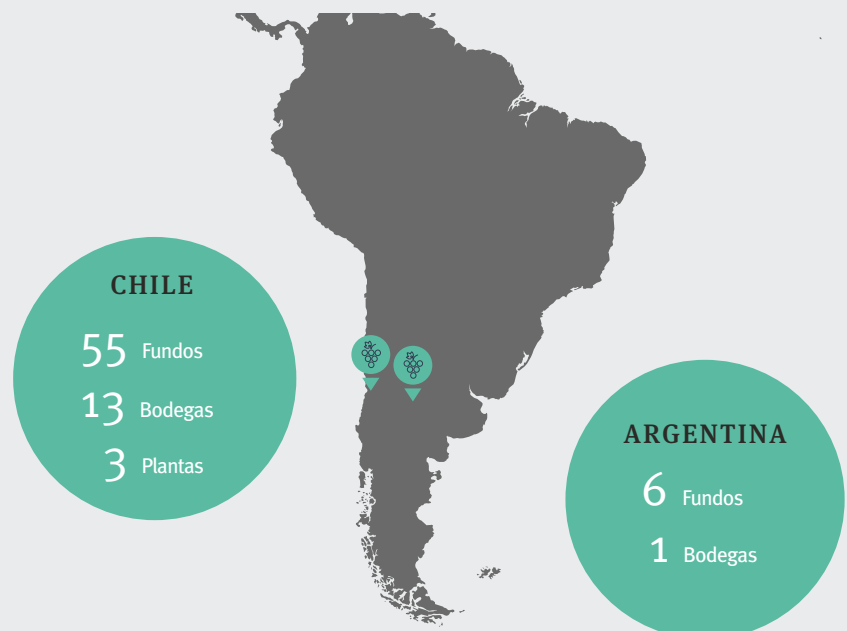 CHILE
55 Fundos
13 Bodegas
3 Plantas
ARGENTINA
6 Fundos
1 Bodegas